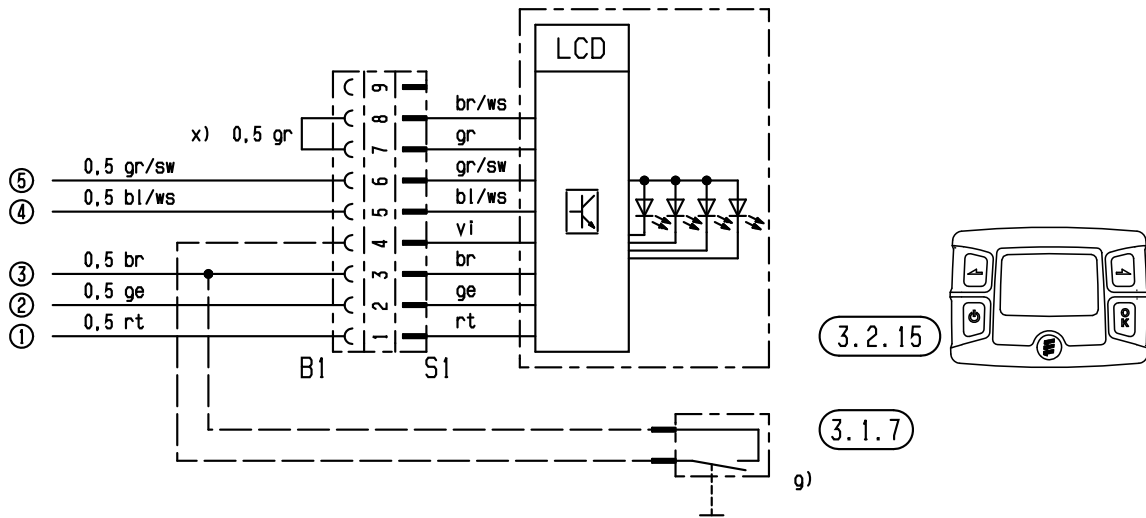 LCD
9
8
7
6
5
4
3
2
1
x) 0,5 gr
⑤ 0,5 gr/sw
④ 0,5 bl/ws
③ 0,5 br
② 0,5 ge
① 0,5 rt
br/ws
gr
gr/sw
bl/ws
vi
br
ge
rt
B1
S1
3.2.15
OK
3.1.7
g)